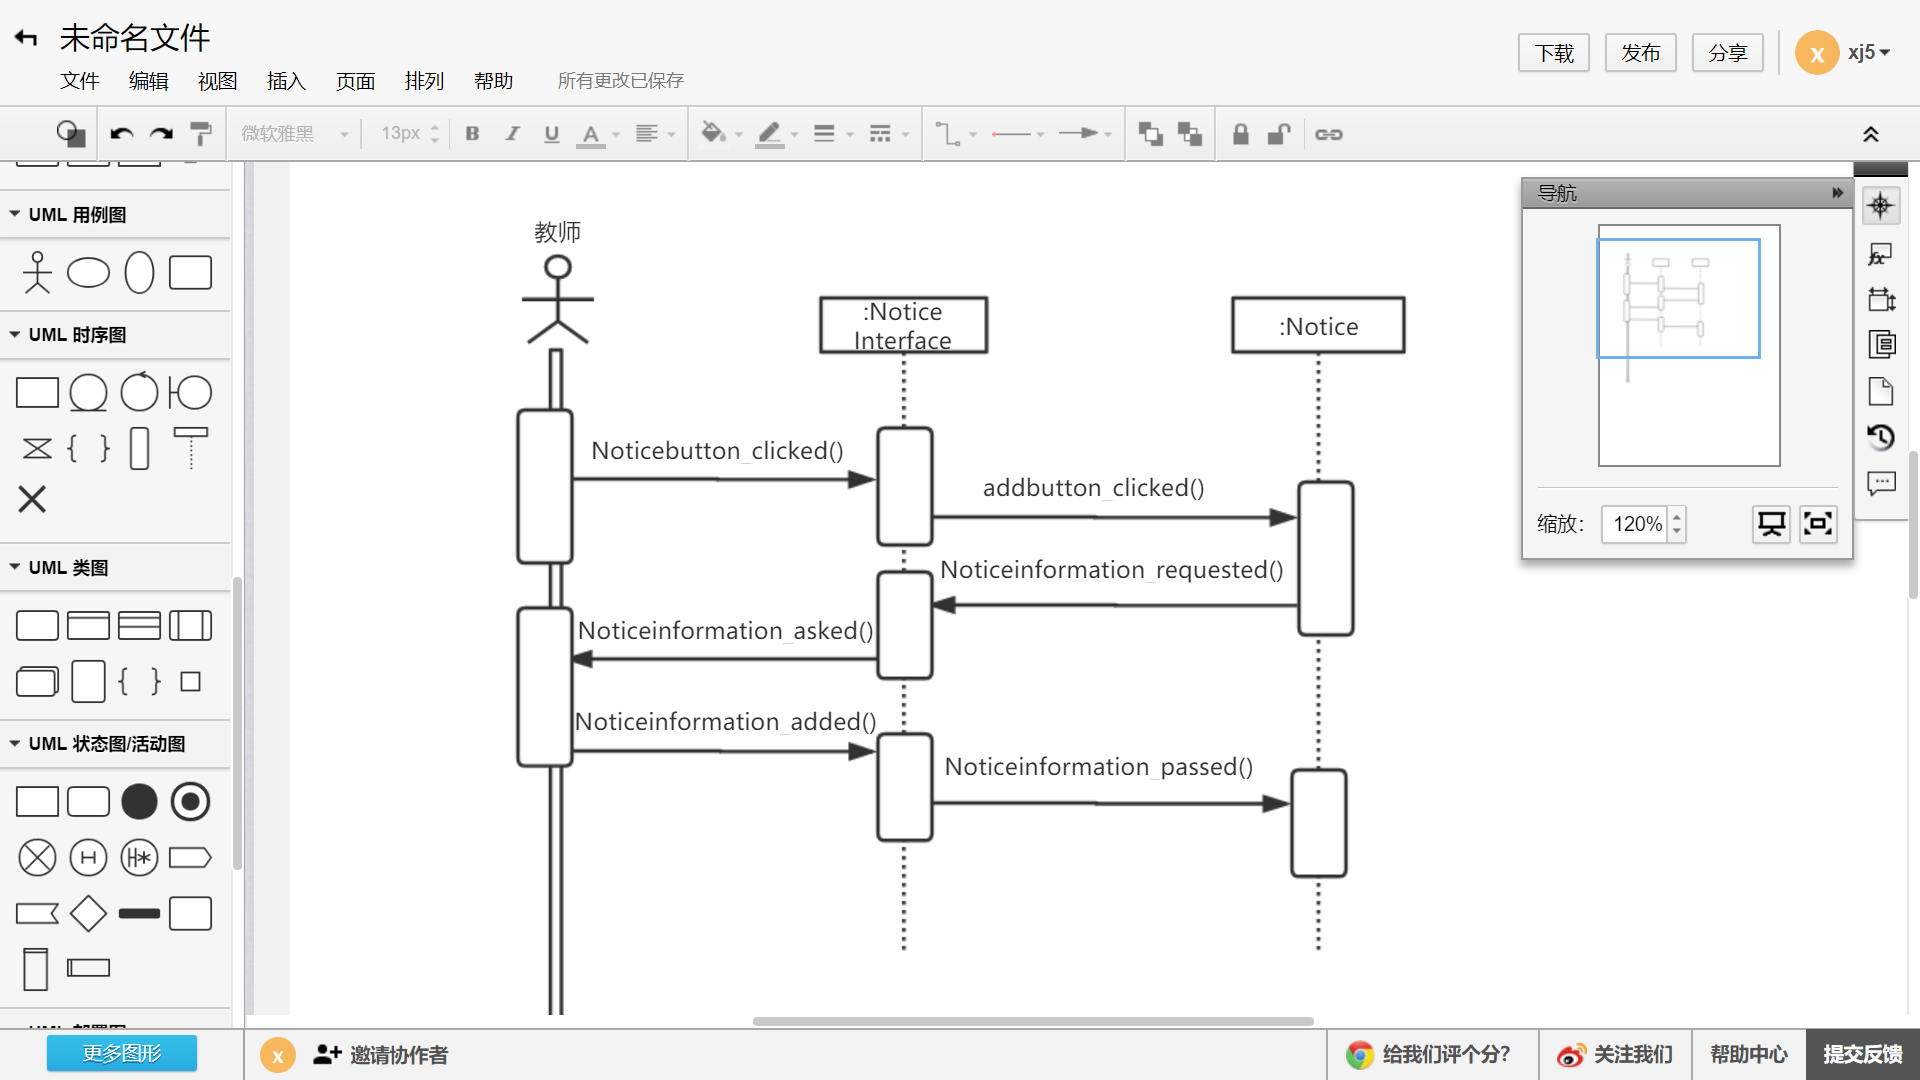 未命名文件
文件 编辑 视图 插入 页面 排列 帮助 所有更改已保存
下载 发布 分享 x xj5
微软雅黑 13px B I U A
UML 用例图
UML 时序图
UML 类图
UML 状态图/活动图
H H*
更多图形
教师
:Notice
Interface
:Notice
Noticebutton_clicked()
addbutton_clicked()
Noticeinformation_requested()
Noticeinformation_asked()
Noticeinformation_added()
Noticeinformation_passed()
导航
缩放: 120%
fx
x 邀请协作者
给我们评个分?
关注我们
帮助中心
提交反馈